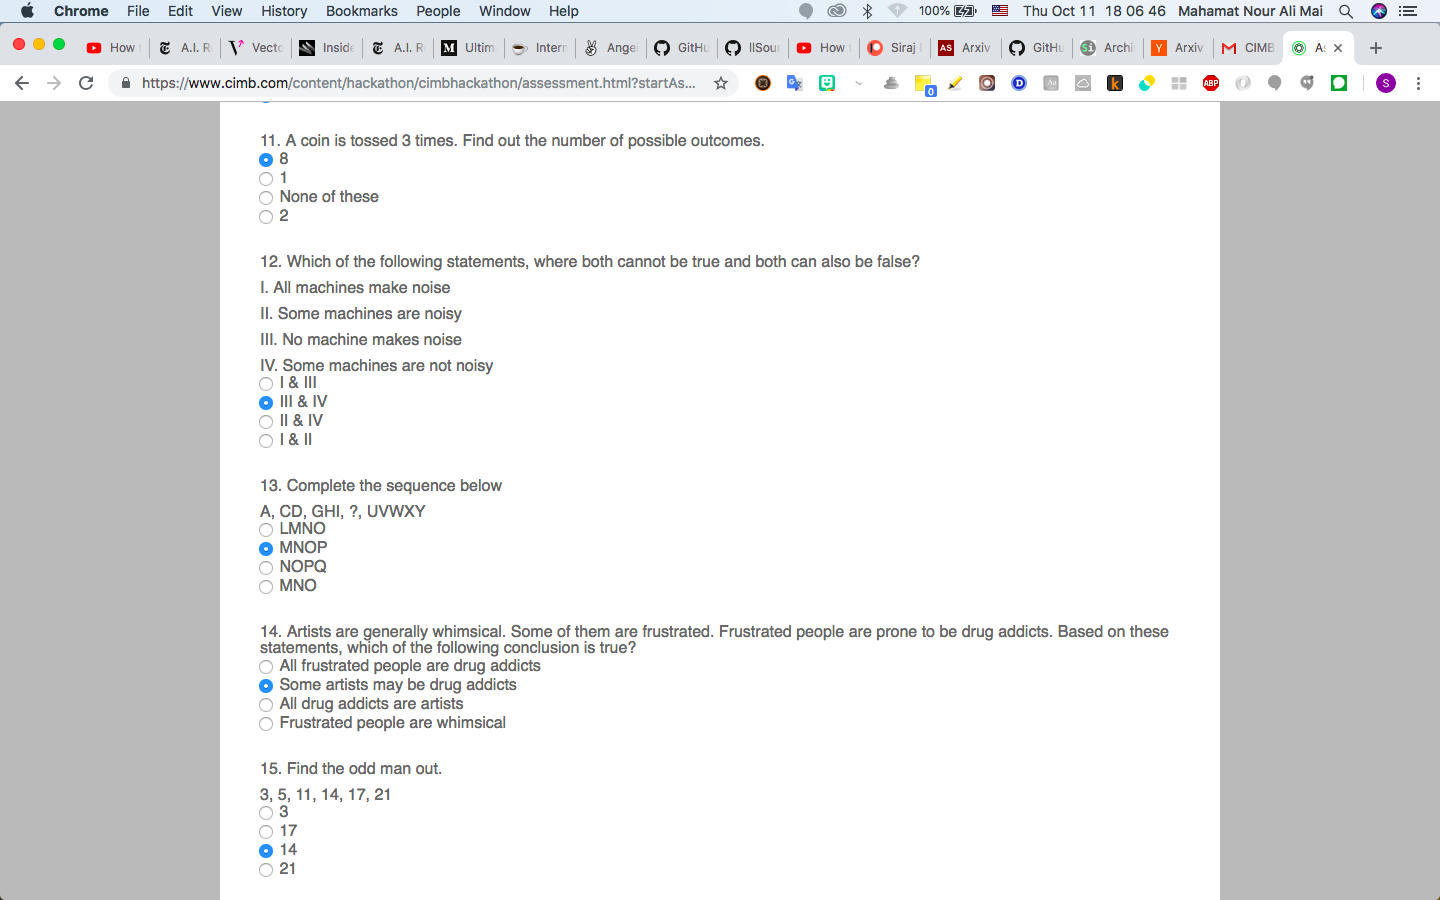 Chrome File Edit View History Bookmarks People Window Help 100% Thu Oct 11 18 06 46 Mahamat Nour Ali Mai
How A.I. R Vecto Inside A.I. R Ultim Intern Ange GitHu IlSou How Siraj AS Arxiv GitHu Si Archi Y Arxiv CIMB As
https://www.cimb.com/content/hackathon/cimbhackathon/assessment.html?startAs... 0 D Aa k ABP S
11. A coin is tossed 3 times. Find out the number of possible outcomes.
8
1
None of these
2
12. Which of the following statements, where both cannot be true and both can also be false?
I. All machines make noise
II. Some machines are noisy
III. No machine makes noise
IV. Some machines are not noisy
I & III
III & IV
II & IV
I & II
13. Complete the sequence below
A, CD, GHI, ?, UVWXY
LMNO
MNOP
NOPQ
MNO
14. Artists are generally whimsical. Some of them are frustrated. Frustrated people are prone to be drug addicts. Based on these
statements, which of the following conclusion is true?
All frustrated people are drug addicts
Some artists may be drug addicts
All drug addicts are artists
Frustrated people are whimsical
15. Find the odd man out.
3, 5, 11, 14, 17, 21
3
17
14
21